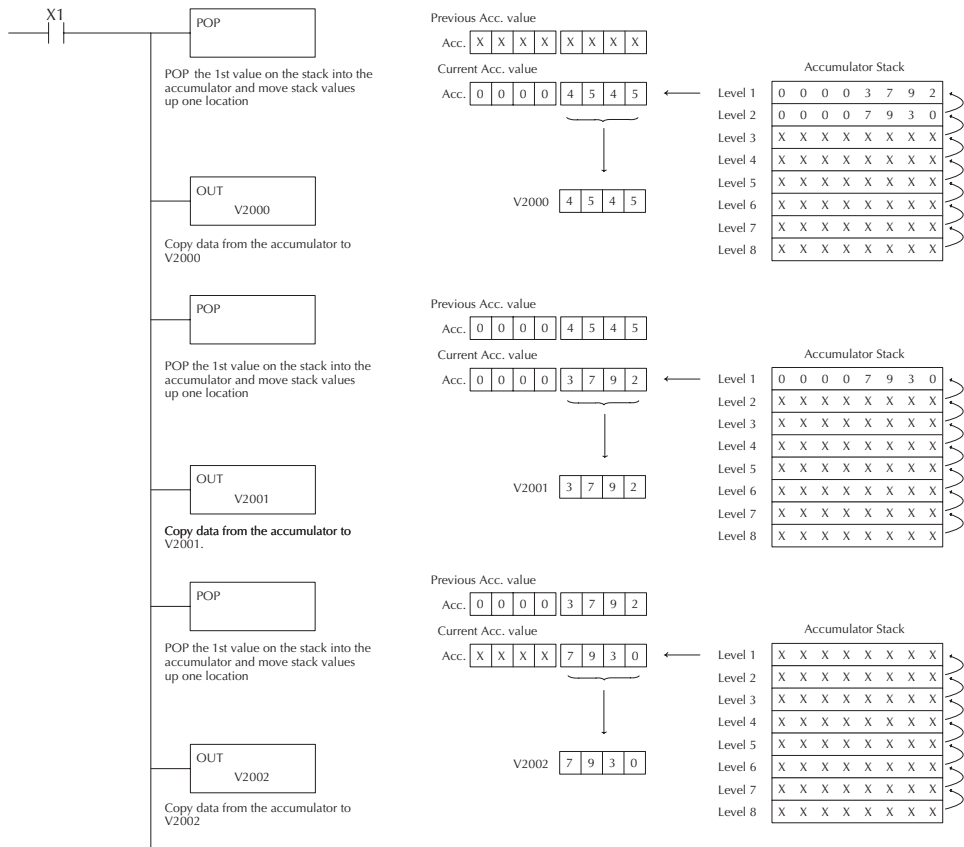 X1
POP
POP the 1st value on the stack into the
accumulator and move stack values
up one location
OUT
V2000
Copy data from the accumulator to
V2000
Previous Acc. value
Acc. X X X X X X X X
Current Acc. value
Acc. 0 0 0 0 4 5 4 5
V2000 4 5 4 5
Accumulator Stack
Level 1 0 0 0 0 3 7 9 2
Level 2 0 0 0 0 7 9 3 0
Level 3 X X X X X X X X
Level 4 X X X X X X X X
Level 5 X X X X X X X X
Level 6 X X X X X X X X
Level 7 X X X X X X X X
Level 8 X X X X X X X X
POP
POP the 1st value on the stack into the
accumulator and move stack values
up one location
OUT
V2001
Copy data from the accumulator to
V2001.
Previous Acc. value
Acc. 0 0 0 0 4 5 4 5
Current Acc. value
Acc. 0 0 0 0 3 7 9 2
V2001 3 7 9 2
Accumulator Stack
Level 1 0 0 0 0 7 9 3 0
Level 2 X X X X X X X X
Level 3 X X X X X X X X
Level 4 X X X X X X X X
Level 5 X X X X X X X X
Level 6 X X X X X X X X
Level 7 X X X X X X X X
Level 8 X X X X X X X X
POP
POP the 1st value on the stack into the
accumulator and move stack values
up one location
OUT
V2002
Copy data from the accumulator to
V2002
Previous Acc. value
Acc. 0 0 0 0 3 7 9 2
Current Acc. value
Acc. X X X X 7 9 3 0
V2002 7 9 3 0
Accumulator Stack
Level 1 X X X X X X X X
Level 2 X X X X X X X X
Level 3 X X X X X X X X
Level 4 X X X X X X X X
Level 5 X X X X X X X X
Level 6 X X X X X X X X
Level 7 X X X X X X X X
Level 8 X X X X X X X X